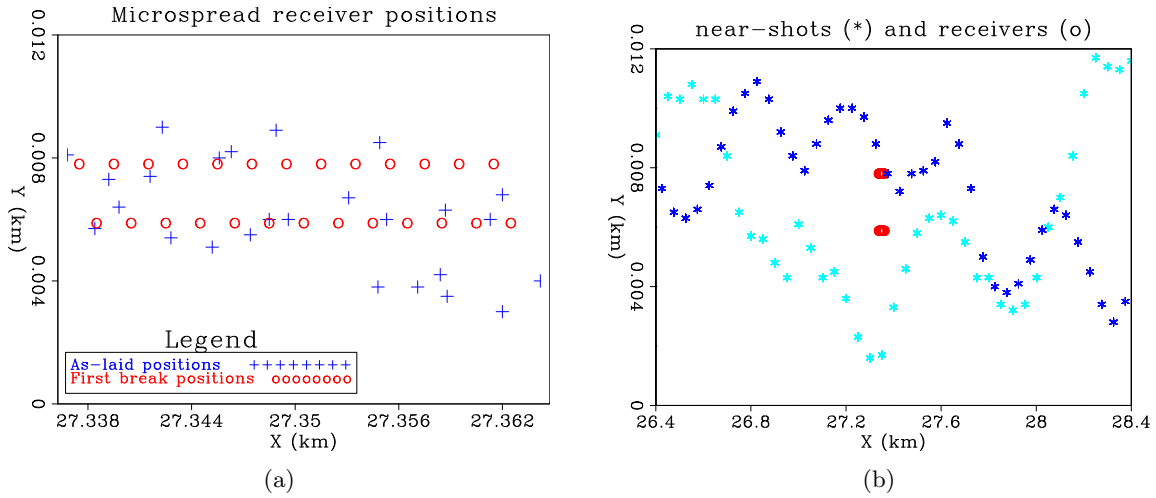 Microspread receiver positions
0.012
0.008
0.004
0
Y (km)
Legend
As-laid positions
First break positions
27.338 27.344 27.35 27.356 27.362
X (km)
(a)
near-shots (*) and receivers (o)
0.012
0.008
0.004
0
Y (km)
26.4 26.8 27.2 27.6 28 28.4
X (km)
(b)